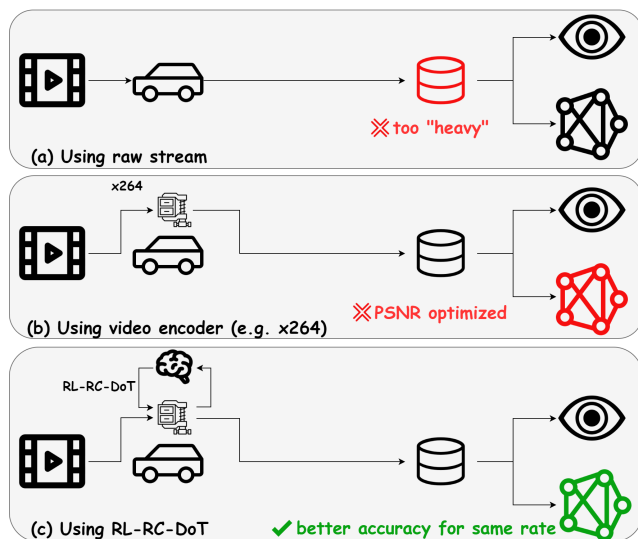 too "heavy"
(a) Using raw stream
x264
PSNR optimized
(b) Using video encoder (e.g. x264)
RL-RC-DoT
(c) Using RL-RC-DoT
better accuracy for same rate